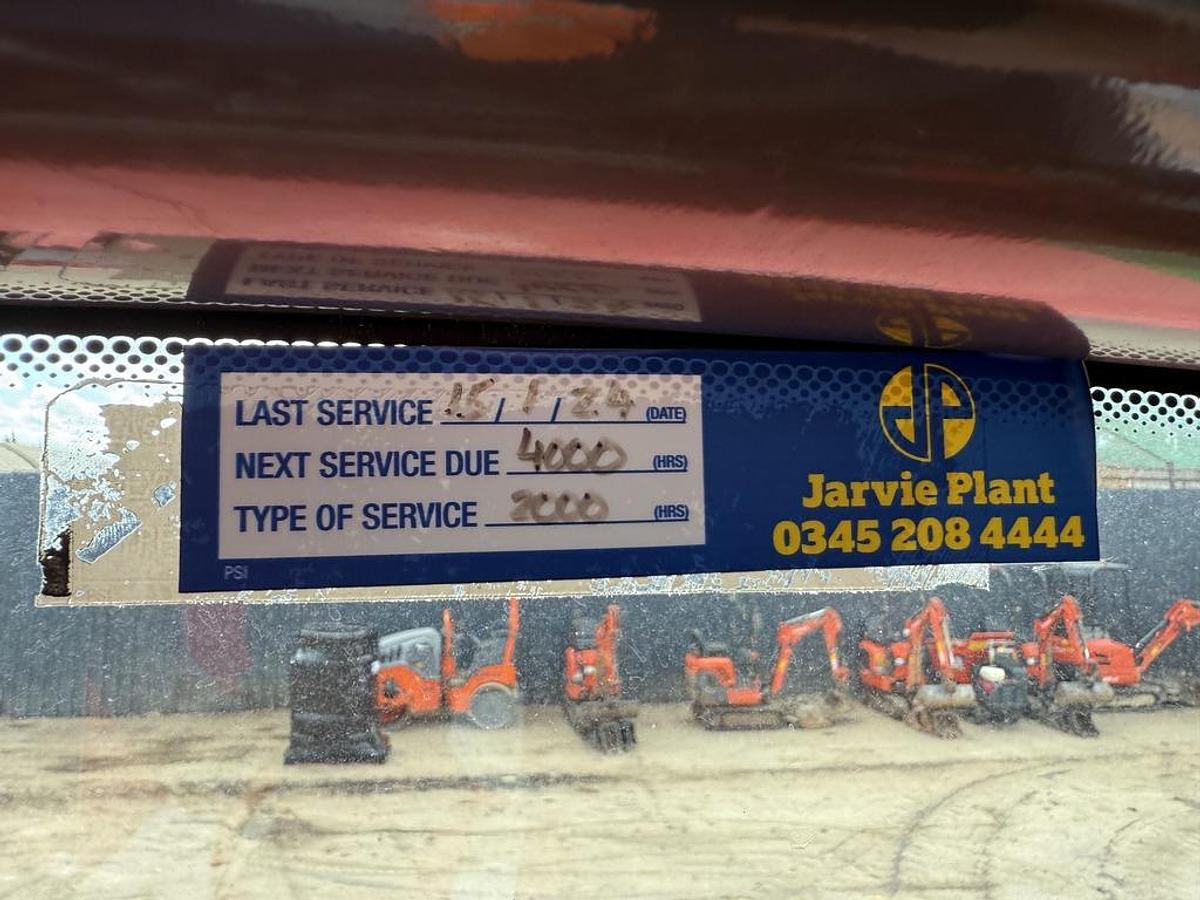 LAST SERVICE 15/1/24 (DATE)
NEXT SERVICE DUE 4000 (HRS)
TYPE OF SERVICE 2000 (HRS)
PSI
Jarvie Plant
0345 208 4444